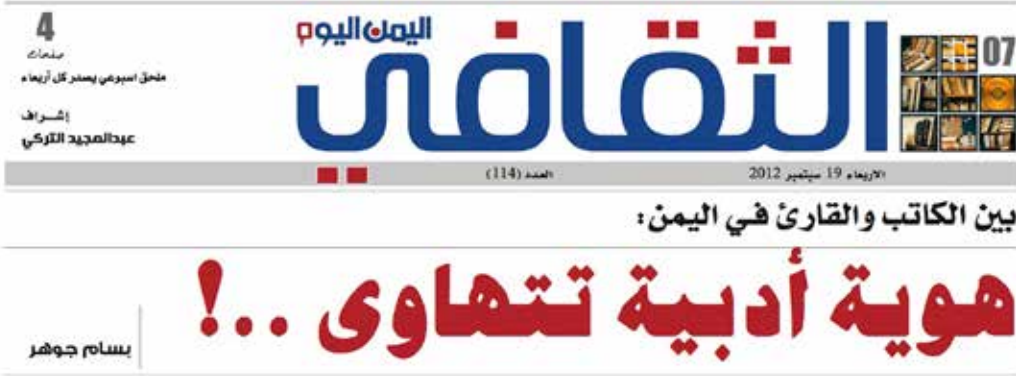 07
اليمن اليوم
الثقافي
4
صفحات
ملحق اسبوعي يصدر كل أربعاء
إشـراف
عبدالمجيد التركي
الاربعاء 19 سبتمبر 2012
العدد (114)
بين الكاتب والقارئ في اليمن:
هوية أدبية تتهاوى ..!
بسام جوهر